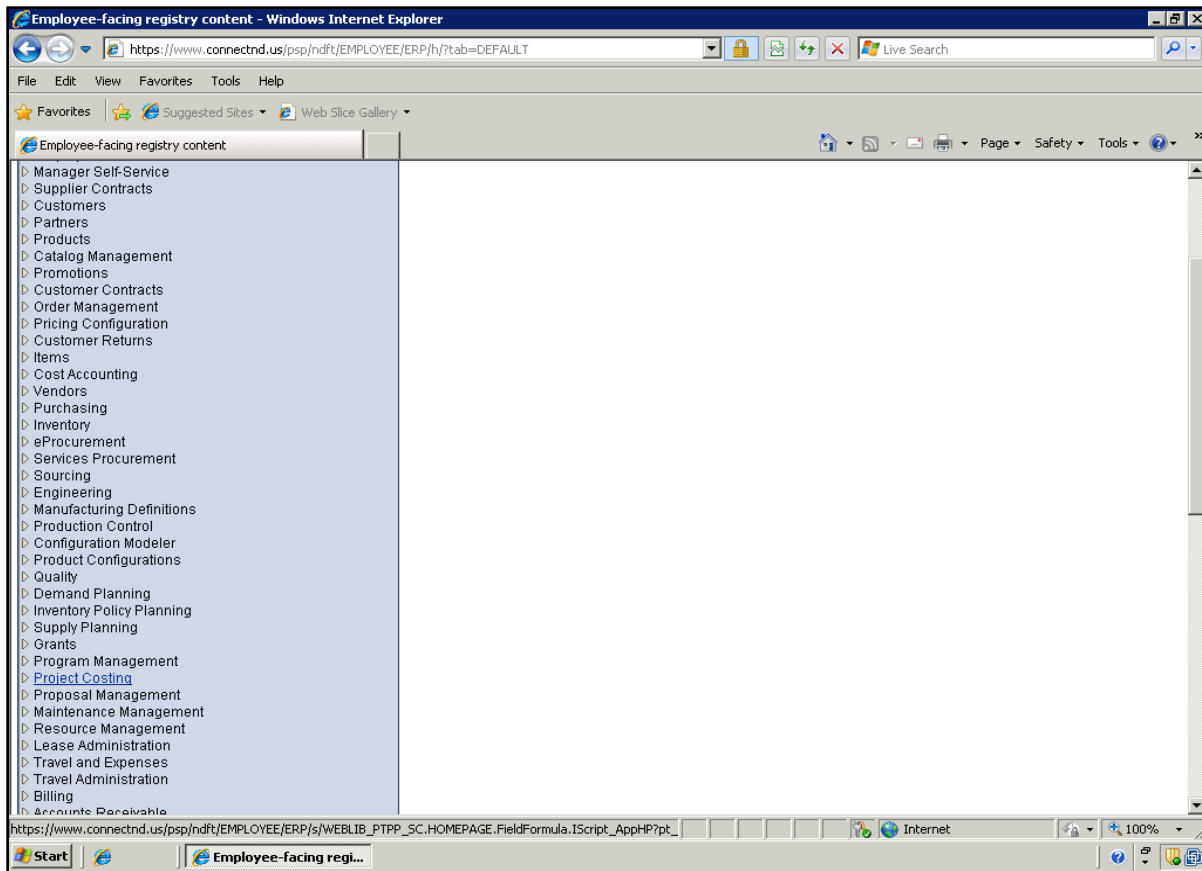 Employee-facing registry content - Windows Internet Explorer
https://www.connectnd.us/psp/ndft/EMPLOYEE/ERP/h/?tab=DEFAULT
Live Search
File Edit View Favorites Tools Help
Favorites Suggested Sites Web Slice Gallery
Employee-facing registry content
Page Safety Tools »
Manager Self-Service
Supplier Contracts
Customers
Partners
Products
Catalog Management
Promotions
Customer Contracts
Order Management
Pricing Configuration
Customer Returns
Items
Cost Accounting
Vendors
Purchasing
Inventory
eProcurement
Services Procurement
Sourcing
Engineering
Manufacturing Definitions
Production Control
Configuration Modeler
Product Configurations
Quality
Demand Planning
Inventory Policy Planning
Supply Planning
Grants
Program Management
Project Costing
Proposal Management
Maintenance Management
Resource Management
Lease Administration
Travel and Expenses
Travel Administration
Billing
Accounts Receivable
https://www.connectnd.us/psp/ndft/EMPLOYEE/ERP/s/WEBLIB_PTPP_SC.HOMEPAGE.FieldFormula.IScript_AppHP?pt_ Internet 100%
Start Employee-facing regi...